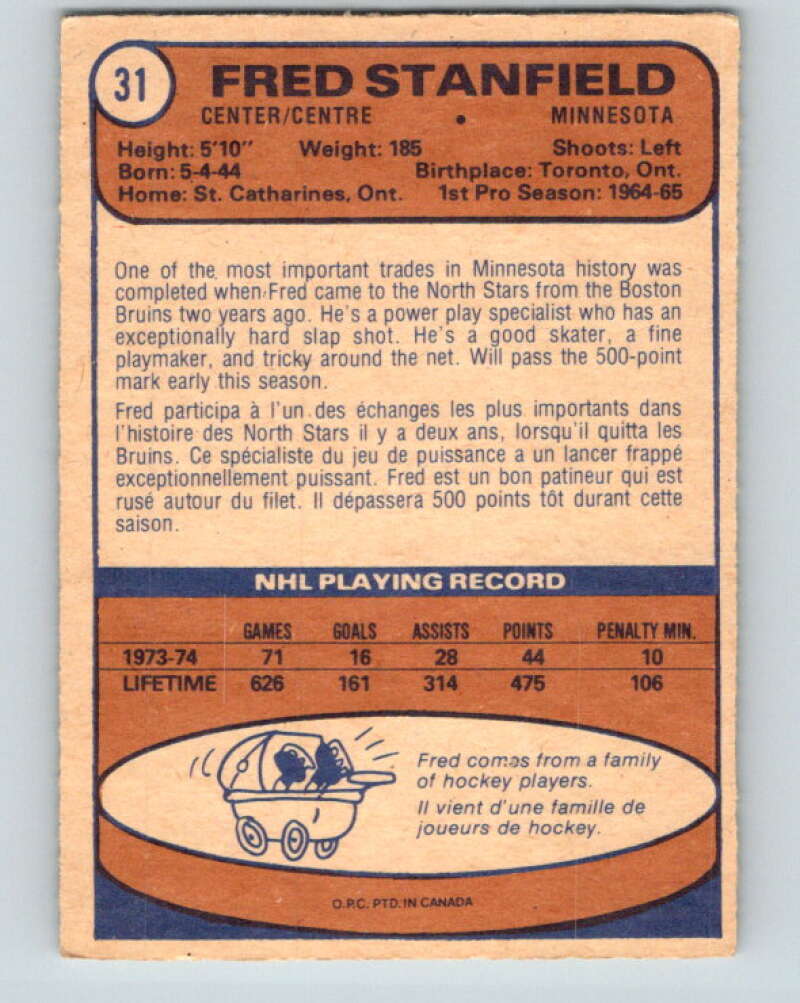 31
FRED STANFIELD
CENTER/CENTRE • MINNESOTA
Height: 5'10" Weight: 185 Shoots: Left
Born: 5-4-44 Birthplace: Toronto, Ont.
Home: St. Catharines, Ont. 1st Pro Season: 1964-65
One of the most important trades in Minnesota history was
completed when Fred came to the North Stars from the Boston
Bruins two years ago. He's a power play specialist who has an
exceptionally hard slap shot. He's a good skater, a fine
playmaker, and tricky around the net. Will pass the 500-point
mark early this season.
Fred participa à l'un des échanges les plus importants dans
l'histoire des North Stars il y a deux ans, lorsqu'il quitta les
Bruins. Ce spécialiste du jeu de puissance a un lancer frappé
exceptionnellement puissant. Fred est un bon patineur qui est
rusé autour du filet. Il dépassera 500 points tôt durant cette
saison.
NHL PLAYING RECORD
GAMES GOALS ASSISTS POINTS PENALTY MIN.
1973-74 71 16 28 44 10
LIFETIME 626 161 314 475 106
Fred comes from a family
of hockey players.
Il vient d'une famille de
joueurs de hockey.
O.P.C. PTD. IN CANADA